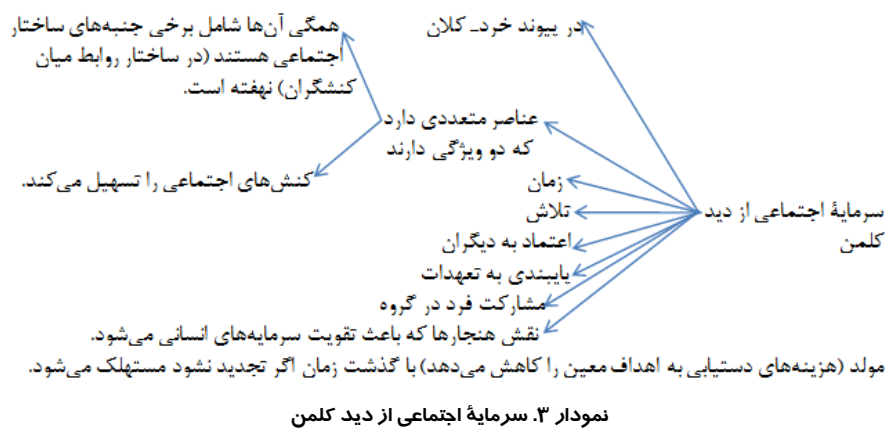 در پیوند خردـ کلان
همگی آن‌ها شامل برخی جنبه‌های ساختار
اجتماعی هستند (در ساختار روابط میان
کنشگران) نهفته است.
عناصر متعددی دارد
که دو ویژگی دارند
کنش‌های اجتماعی را تسهیل می‌کند.
زمان
سرمایۀ اجتماعی از دید
کلمن
تلاش
اعتماد به دیگران
پایبندی به تعهدات
مشارکت فرد در گروه
نقش هنجارها که باعث تقویت سرمایه‌های انسانی می‌شود.
مولد (هزینه‌های دستیابی به اهداف معین را کاهش می‌دهد) با گذشت زمان اگر تجدید نشود مستهلک می‌شود.
نمودار ۳. سرمایۀ اجتماعی از دید کلمن